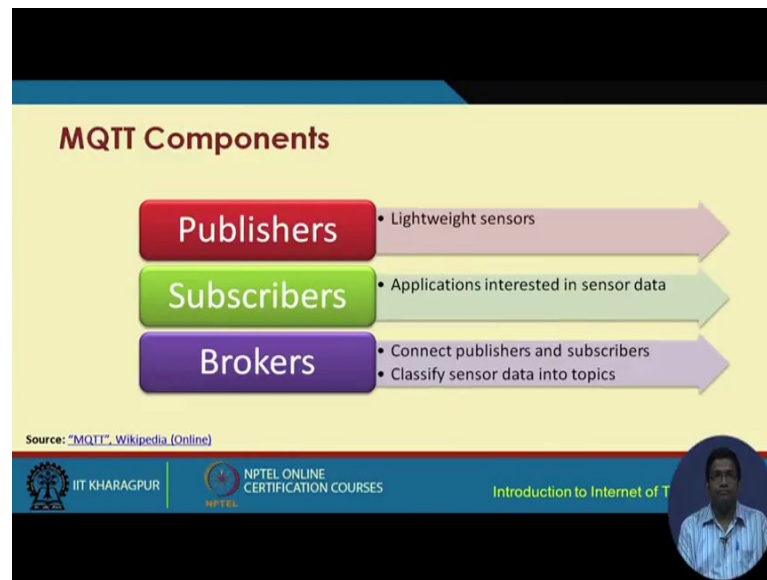 MQTT Components
Publishers
• Lightweight sensors
Subscribers
• Applications interested in sensor data
Brokers
• Connect publishers and subscribers
• Classify sensor data into topics
Source: "MQTT", Wikipedia (Online)
IIT KHARAGPUR
NPTEL
NPTEL ONLINE
CERTIFICATION COURSES
Introduction to Internet of T